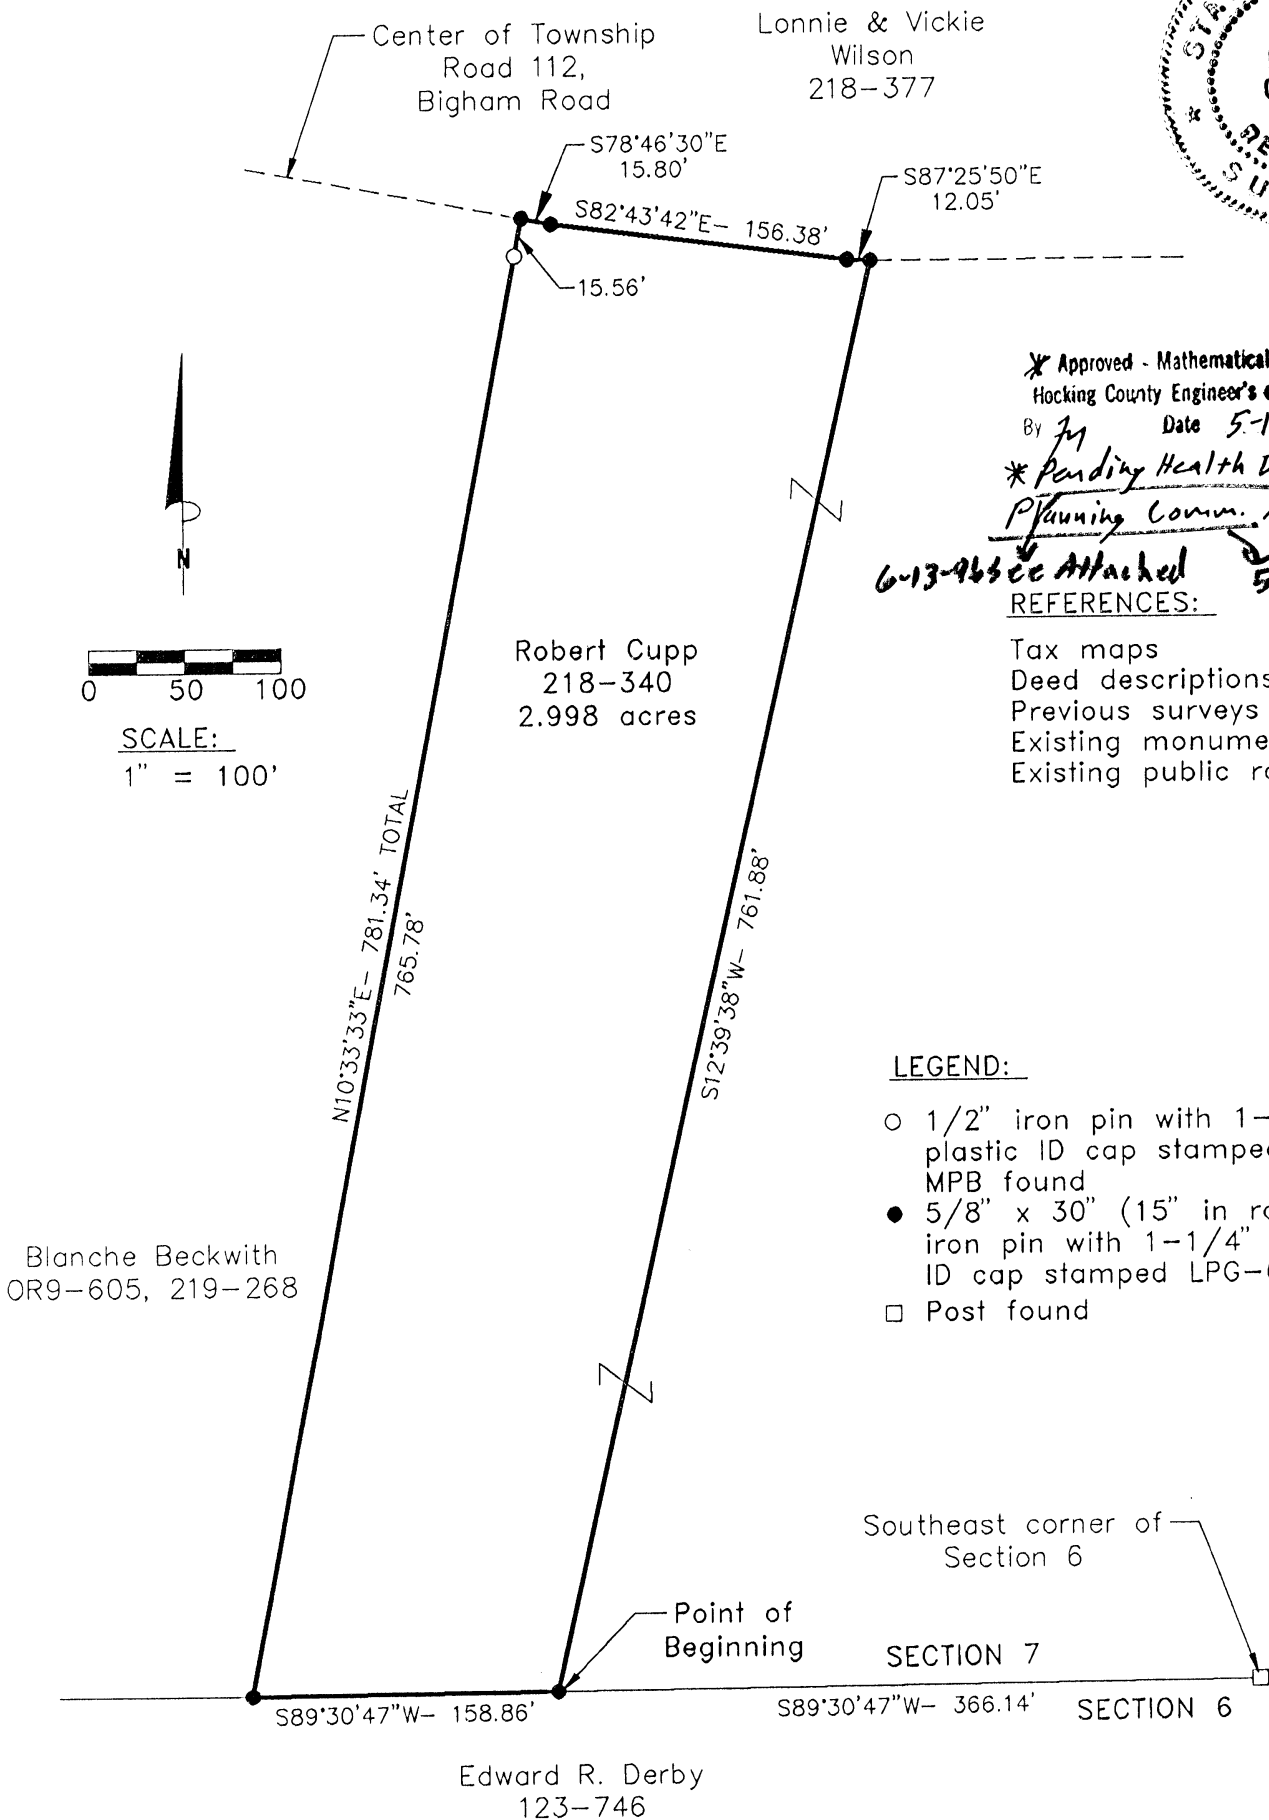 Center of Township
Road 112,
Bigham Road
Lonnie & Vickie
Wilson
218-377
S78°46'30"E
15.80'
S87°25'50"E
12.05'
S82°43'42"E- 156.38'
15.56'
Approved - Mathematical
Hocking County Engineer's
By Date 5-1
* Pending Health
Planning Comm.
6-13-96 See Attached 5
N
0 50 100
SCALE:
1" = 100'
Robert Cupp
218-340
2.998 acres
REFERENCES:
Tax maps
Deed descriptions
Previous surveys
Existing monume
Existing public ro
N10°33'33"E- 781.34' TOTAL
765.78'
S12°39'38"W- 761.88'
LEGEND:
○ 1/2" iron pin with 1-
plastic ID cap stamped
MPB found
● 5/8" x 30" (15" in ro
iron pin with 1-1/4"
ID cap stamped LPG-
□ Post found
Blanche Beckwith
OR9-605, 219-268
Southeast corner of
Section 6
Point of
Beginning
SECTION 7
S89°30'47"W- 158.86'
S89°30'47"W- 366.14'
SECTION 6
Edward R. Derby
123-746